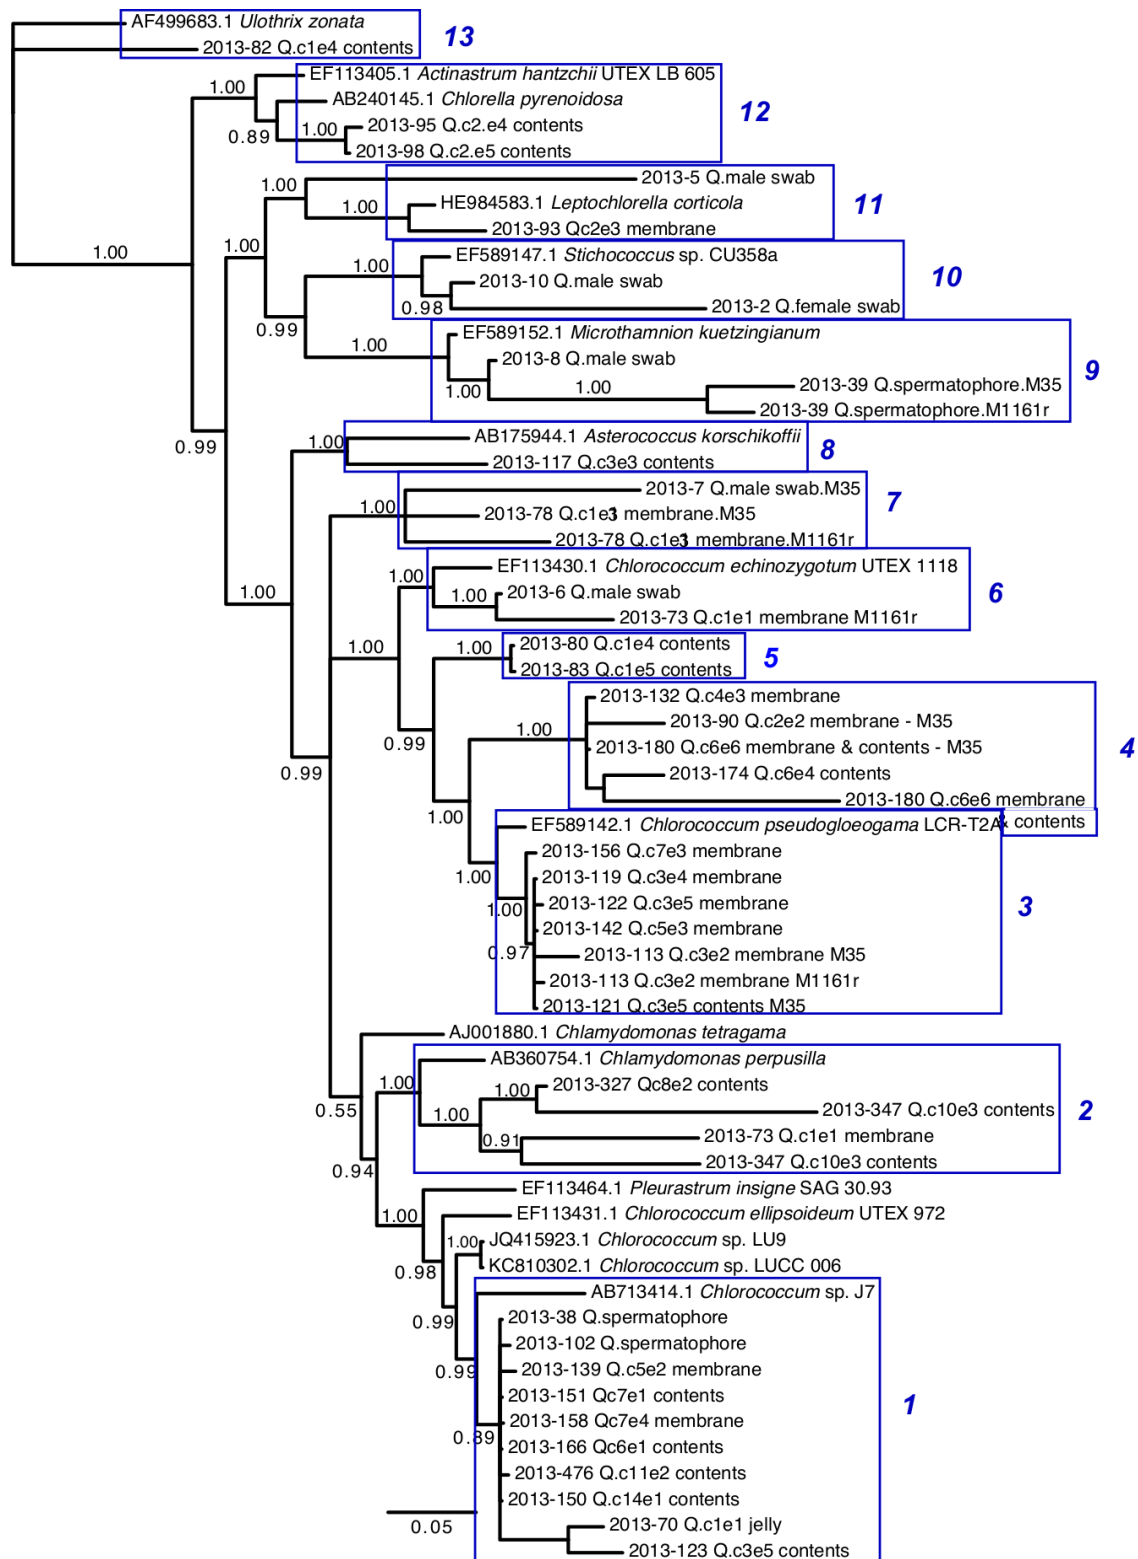 AF499683.1 Ulothrix zonata
2013-82 Q.c1e4 contents
13
EF113405.1 Actinastrum hantzchii UTEX LB 605
1.00
AB240145.1 Chlorella pyrenoidosa
12
2013-95 Q.c2.e4 contents
0.89
1.00
2013-98 Q.c2.e5 contents
2013-5 Q.male swab
1.00
HE984583.1 Leptochlorella corticola
11
1.00
2013-93 Qc2e3 membrane
1.00
1.00
EF589147.1 Stichococcus sp. CU358a
1.00
2013-10 Q.male swab
10
0.98
2013-2 Q.female swab
0.99
EF589152.1 Microthamnion kuetzingianum
1.00
2013-8 Q.male swab
9
1.00
2013-39 Q.spermatophore.M35
1.00
2013-39 Q.spermatophore.M1161r
0.99
AB175944.1 Asterococcus korschikoffii
1.00
8
2013-117 Q.c3e3 contents
2013-7 Q.male swab.M35
7
1.00
2013-78 Q.c1e3 membrane.M35
2013-78 Q.c1e3 membrane.M1161r
EF113430.1 Chlorococcum echinozygotum UTEX 1118
1.00
2013-6 Q.male swab
6
1.00
1.00
2013-73 Q.c1e1 membrane M1161r
2013-80 Q.c1e4 contents
1.00
1.00
5
2013-83 Q.c1e5 contents
2013-132 Q.c4e3 membrane
2013-90 Q.c2e2 membrane - M35
1.00
0.99
2013-180 Q.c6e6 membrane & contents - M35
4
0.99
2013-174 Q.c6e4 contents
2013-180 Q.c6e6 membrane
& contents
1.00
EF589142.1 Chlorococcum pseudogloeogama LCR-T2A
2013-156 Q.c7e3 membrane
1.00
2013-119 Q.c3e4 membrane
2013-122 Q.c3e5 membrane
3
1.00
2013-142 Q.c5e3 membrane
0.97
2013-113 Q.c3e2 membrane M35
2013-113 Q.c3e2 membrane M1161r
2013-121 Q.c3e5 contents M35
AJ001880.1 Chlamydomonas tetragama
AB360754.1 Chlamydomonas perpusilla
1.00
2013-327 Qc8e2 contents
1.00
0.55
2013-347 Q.c10e3 contents
2
1.00
2013-73 Q.c1e1 membrane
0.91
2013-347 Q.c10e3 contents
0.94
EF113464.1 Pleurastrum insigne SAG 30.93
1.00
EF113431.1 Chlorococcum ellipsoideum UTEX 972
1.00
JQ415923.1 Chlorococcum sp. LU9
0.98
KC810302.1 Chlorococcum sp. LUCC 006
AB713414.1 Chlorococcum sp. J7
0.99
2013-38 Q.spermatophore
2013-102 Q.spermatophore
0.99
2013-139 Q.c5e2 membrane
2013-151 Qc7e1 contents
1
2013-158 Qc7e4 membrane
0.89
2013-166 Qc6e1 contents
2013-476 Q.c11e2 contents
2013-150 Q.c14e1 contents
0.05
2013-70 Q.c1e1 jelly
2013-123 Q.c3e5 contents